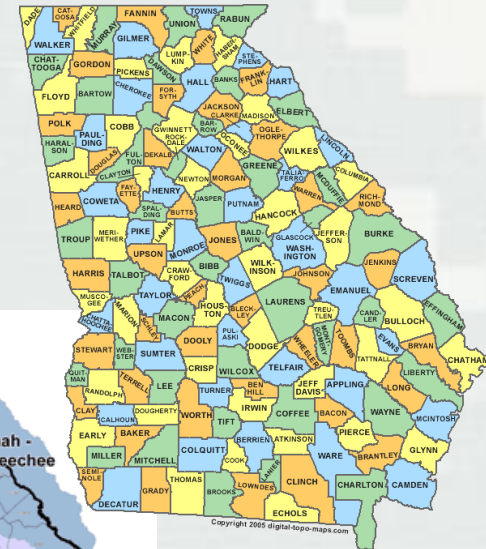 DADE
CAT-
OOSA
WHITFIELD
MURRAY
FANNIN
UNION
TOWNS
RABUN
WALKER
GILMER
LUMP-
KIN
WHITE
HABER-
SHAM
STE-
PHENS
CHAT-
TOOGA
GORDON
PICKENS
DAWSON
HALL
BANKS
FRANK-
LIN
HART
FLOYD
BARTOW
CHEROKEE
FOR-
SYTH
JACKSON
MADISON
ELBERT
POLK
PAUL-
DING
COBB
GWINNETT
BAR-
ROW
CLARKE
OCONEE
OGLE-
THORPE
WILKES
LINCOLN
HARAL-
SON
DOUGLAS
FUL-
TON
DEKALB
ROCK-
DALE
WALTON
GREENE
TALIA-
FERRO
MCDUFFIE
COLUMBIA
CARROLL
CLAYTON
NEWTON
MORGAN
WARREN
RICH-
MOND
HEARD
COWETA
FAY-
ETTE
HENRY
SPAL-
DING
BUTTS
JASPER
PUTNAM
HANCOCK
GLASCOCK
JEFFER-
SON
BURKE
TROUP
MERI-
WETHER
PIKE
LAMAR
MONROE
JONES
BALD-
WIN
WASH-
INGTON
JENKINS
SCREVEN
HARRIS
TALBOT
UPSON
CRAW-
FORD
BIBB
TWIGGS
WILK-
INSON
JOHNSON
EMANUEL
MUSCO-
GEE
CHATTA-
HOOCHEE
MARION
TAYLOR
SCHLEY
MACON
PEACH
HOUS-
TON
BLECK-
LEY
LAURENS
TREUT-
LEN
CAND-
LER
BULLOCH
EFFINGHAM
STEWART
WEB-
STER
SUMTER
DOOLY
PUL-
ASKI
DODGE
WHEELER
MONT-
GOMERY
TOOMBS
TATTNALL
EVANS
BRYAN
CHATHAM
QUIT-
MAN
RANDOLPH
TERRELL
LEE
CRISP
WILCOX
TELFAIR
JEFF
DAVIS
APPLING
LONG
LIBERTY
CLAY
CALHOUN
DOUGHERTY
WORTH
TURNER
BEN
HILL
IRWIN
COFFEE
BACON
WAYNE
MCINTOSH
EARLY
BAKER
MILLER
MITCHELL
COLQUITT
TIFT
BERRIEN
COOK
ATKINSON
WARE
PIERCE
BRANTLEY
GLYNN
SEMI-
NOLE
DECATUR
GRADY
THOMAS
BROOKS
LOWNDES
LANIER
CLINCH
ECHOLS
CHARLTON
CAMDEN
Copyright 2005 digital-topo-maps.com
ah -
eechee